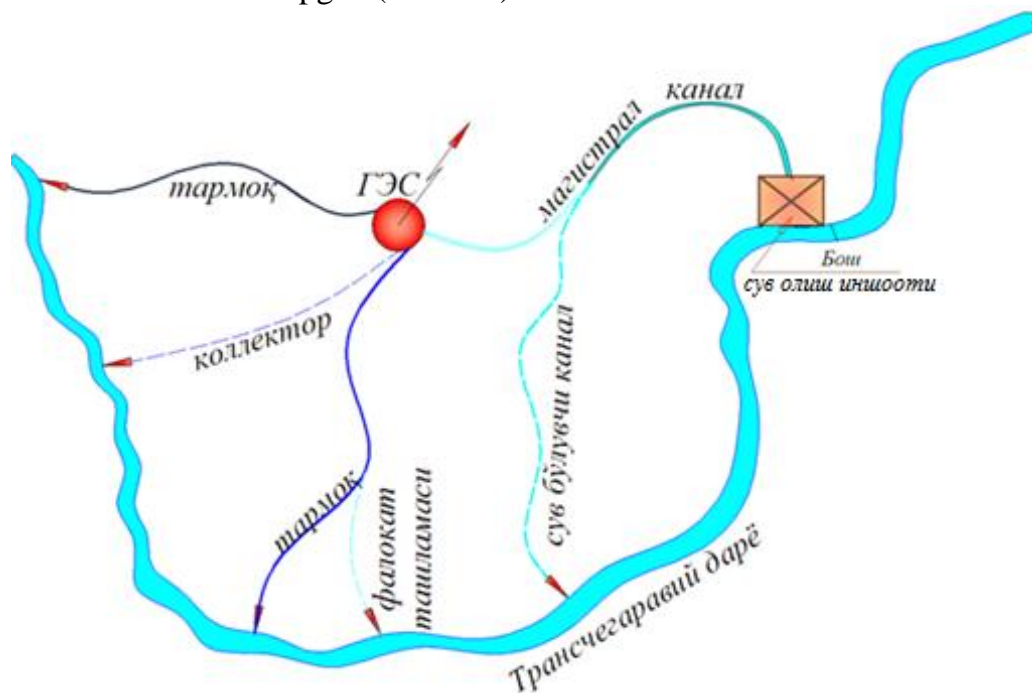 канал
магистрал
ГЭС
тармоқ
Бош
сув олиш иншооти
коллектор
сув бўлувчи канал
тармоқ
фалокат
ташламаси
Трансчегаравий дарё